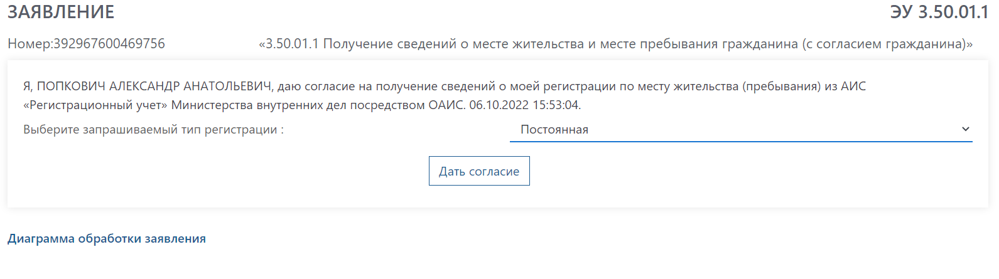 ЗАЯВЛЕНИЕ
ЭУ 3.50.01.1
Номер:392967600469756
«3.50.01.1 Получение сведений о месте жительства и месте пребывания гражданина (с согласием гражданина)»
Я, ПОПКОВИЧ АЛЕКСАНДР АНАТОЛЬЕВИЧ, даю согласие на получение сведений о моей регистрации по месту жительства (пребывания) из АИС
«Регистрационный учет» Министерства внутренних дел посредством ОАИС. 06.10.2022 15:53:04.
Выберите запрашиваемый тип регистрации :
Постоянная
Дать согласие
Диаграмма обработки заявления